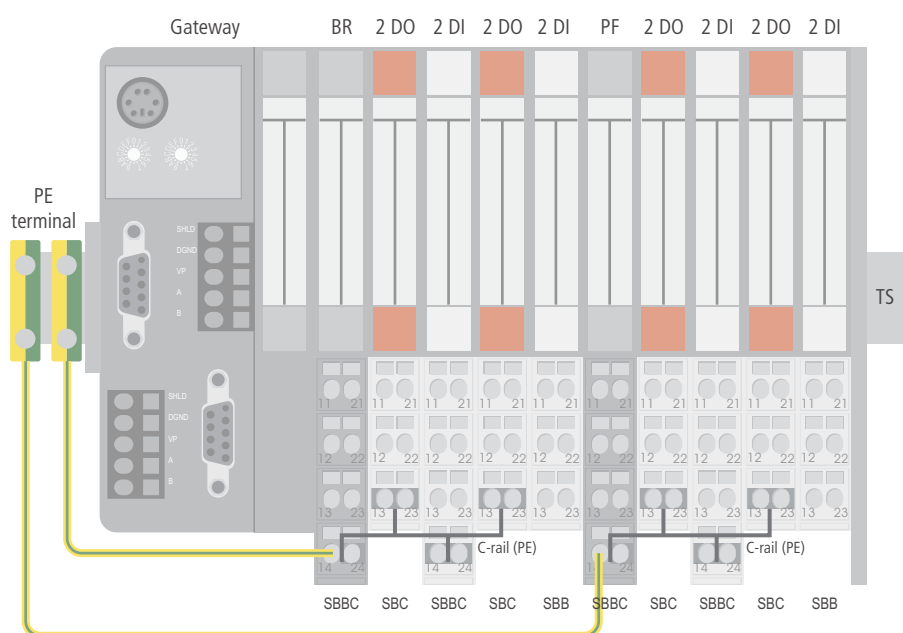 Gateway BR 2 DO 2 DI 2 DO 2 DI PF 2 DO 2 DI 2 DO 2 DI
PE
terminal
SHLD
DGND
VP
A
B
TS
SHLD
DGND
VP
A
B
11 21 11 21 11 21 11 21 11 21 11 21 11 21 11 21 11 21 11 21
12 22 12 22 12 22 12 22 12 22 12 22 12 22 12 22 12 22 12 22
13 23 13 23 13 23 13 23 13 23 13 23 13 23 13 23 13 23 13 23
C-rail (PE) C-rail (PE)
14 24 14 24 14 24 14 24
SBBC SBC SBBC SBC SBB SBBC SBC SBBC SBC SBB